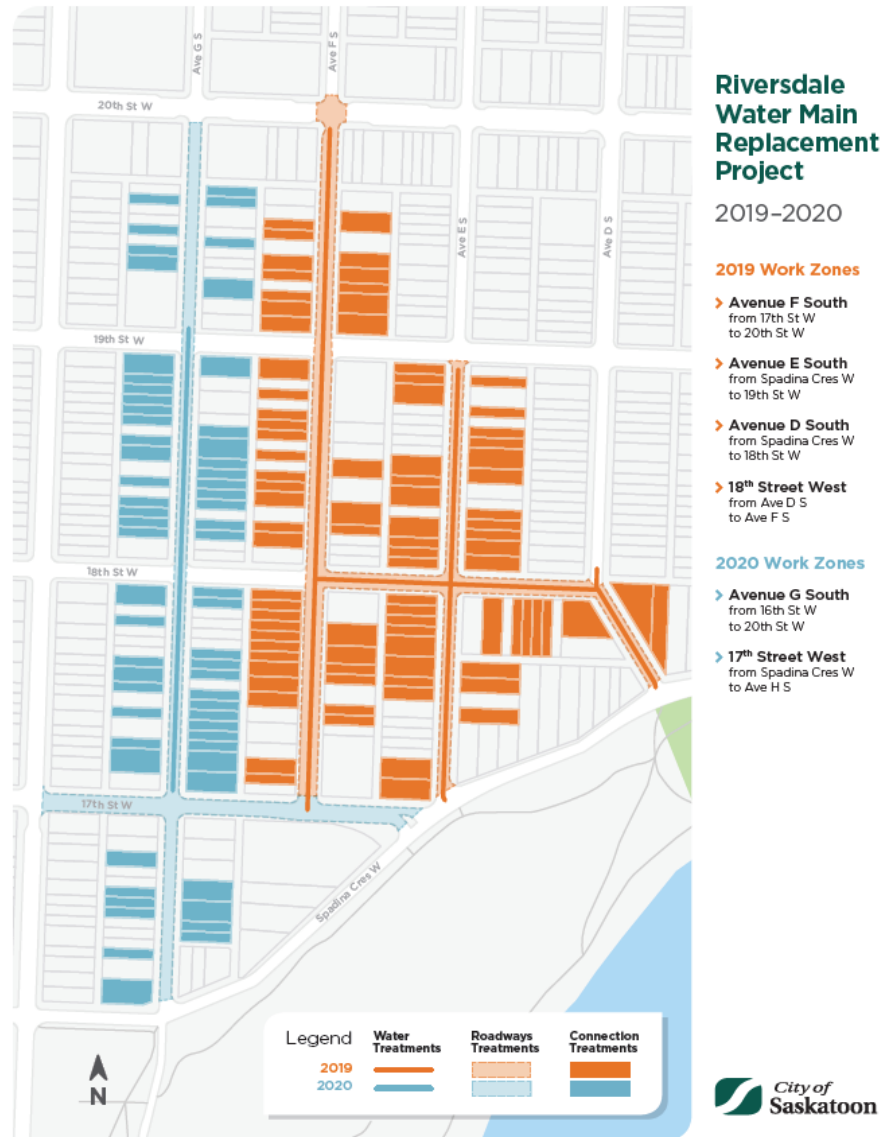 Ave G S
Ave F S
20th St W
Ave E S
Ave D S
19th St W
18th St W
17th St W
Spadina Cres W
N
Legend
Water
Treatments
Roadways
Treatments
Connection
Treatments
2019
2020
Riversdale
Water Main
Replacement
Project
2019–2020
2019 Work Zones
Avenue F South
from 17th St W
to 20th St W
Avenue E South
from Spadina Cres W
to 19th St W
Avenue D South
from Spadina Cres W
to 18th St W
18th Street West
from Ave D S
to Ave F S
2020 Work Zones
Avenue G South
from 16th St W
to 20th St W
17th Street West
from Spadina Cres W
to Ave H S
City of
Saskatoon